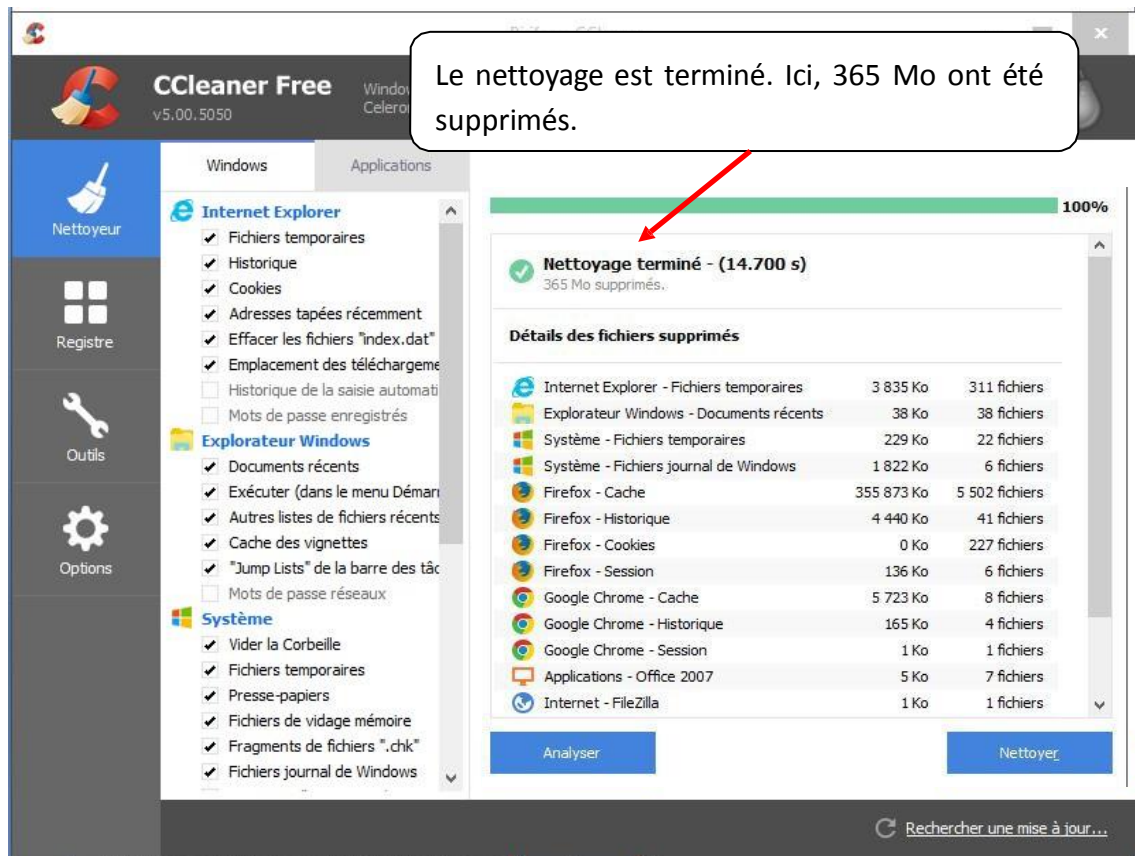 Le nettoyage est terminé. Ici, 365 Mo ont été
supprimés.
CCleaner Free
v5.00.5050
Nettoyeur
Registre
Outils
Options
Windows
Applications
Internet Explorer
Fichiers temporaires
Historique
Cookies
Adresses tapées récemment
Effacer les fichiers "index.dat"
Emplacement des téléchargeme
Historique de la saisie automati
Mots de passe enregistrés
Explorateur Windows
Documents récents
Exécuter (dans le menu Démarr
Autres listes de fichiers récents
Cache des vignettes
"Jump Lists" de la barre des tâc
Mots de passe réseaux
Système
Vider la Corbeille
Fichiers temporaires
Presse-papiers
Fichiers de vidage mémoire
Fragments de fichiers ".chk"
Fichiers journal de Windows
100%
Nettoyage terminé - (14.700 s)
365 Mo supprimés.
Détails des fichiers supprimés
Internet Explorer - Fichiers temporaires 3 835 Ko 311 fichiers
Explorateur Windows - Documents récents 38 Ko 38 fichiers
Système - Fichiers temporaires 229 Ko 22 fichiers
Système - Fichiers journal de Windows 1 822 Ko 6 fichiers
Firefox - Cache 355 873 Ko 5 502 fichiers
Firefox - Historique 4 440 Ko 41 fichiers
Firefox - Cookies 0 Ko 227 fichiers
Firefox - Session 136 Ko 6 fichiers
Google Chrome - Cache 5 723 Ko 8 fichiers
Google Chrome - Historique 165 Ko 4 fichiers
Google Chrome - Session 1 Ko 1 fichiers
Applications - Office 2007 5 Ko 7 fichiers
Internet - FileZilla 1 Ko 1 fichiers
Analyser
Nettoyer
Rechercher une mise à jour...